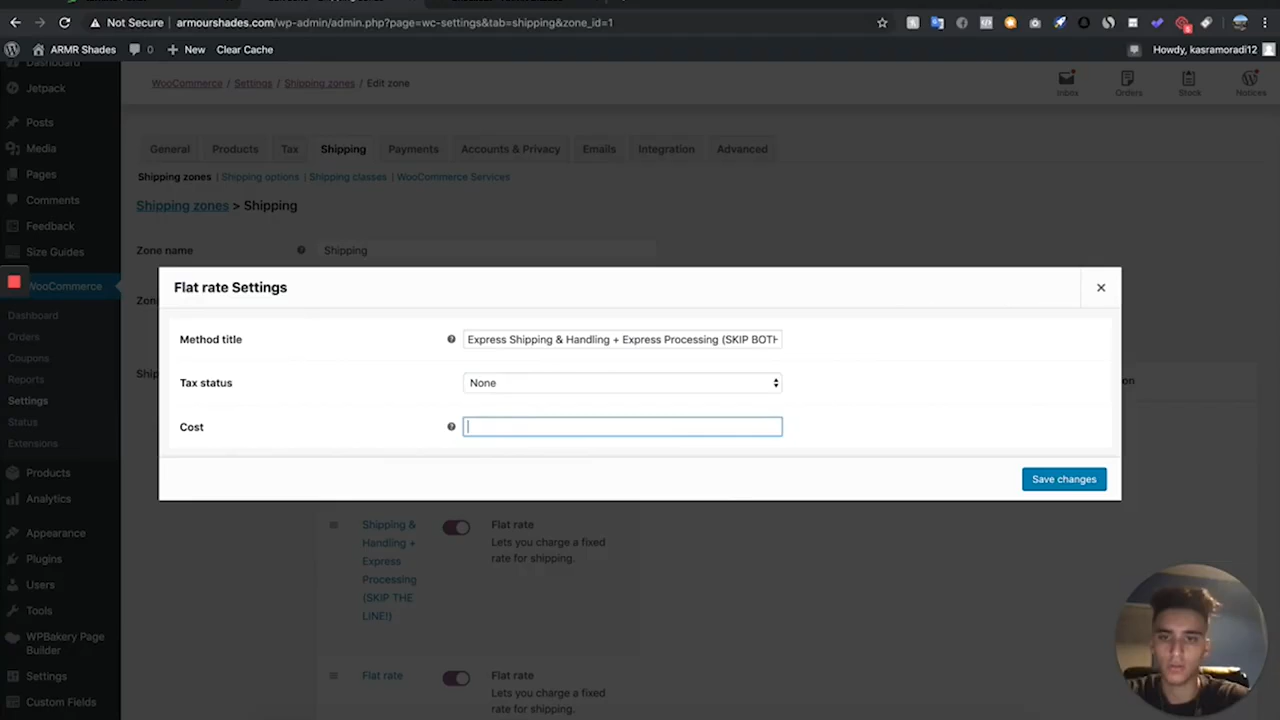 Not Secure armourshades.com/wp-admin/admin.php?page=wc-settings&tab=shipping&zone_id=1
ARMR Shades 0 New Clear Cache Howdy, kasramoradi12
Dashboard
Jetpack
Posts
Media
Pages
Comments
Feedback
Size Guides
WooCommerce
Dashboard
Orders
Coupons
Reports
Settings
Status
Extensions
Products
Analytics
Appearance
Plugins
Users
Tools
WPBakery Page
Builder
Settings
Custom Fields
WooCommerce / Settings / Shipping zones / Edit zone
Inbox Orders Stock Notices
General Products Tax Shipping Payments Accounts & Privacy Emails Integration Advanced
Shipping zones | Shipping options | Shipping classes | WooCommerce Services
Shipping zones > Shipping
Zone name Shipping
Flat rate Settings
Method title Express Shipping & Handling + Express Processing (SKIP BOTH
Tax status None
Cost
Save changes
Shipping &
Handling +
Express
Processing
(SKIP THE
LINE!)
Flat rate
Lets you charge a fixed
rate for shipping.
Flat rate
Flat rate
Lets you charge a fixed
rate for shipping.